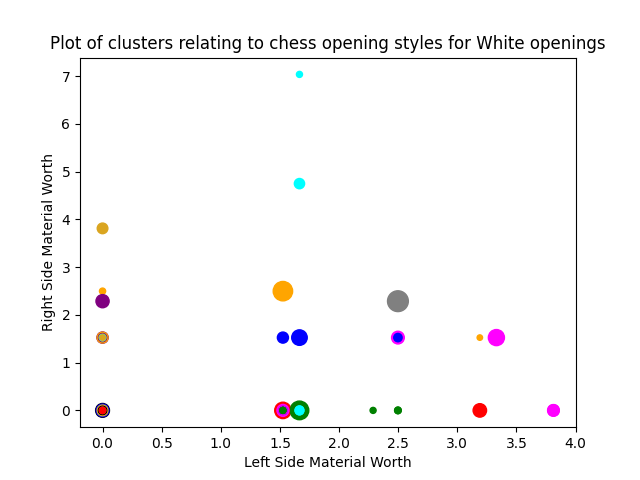 Plot of clusters relating to chess opening styles for White openings
7
6
5
4
3
2
1
0
Right Side Material Worth
0.0 0.5 1.0 1.5 2.0 2.5 3.0 3.5 4.0
Left Side Material Worth